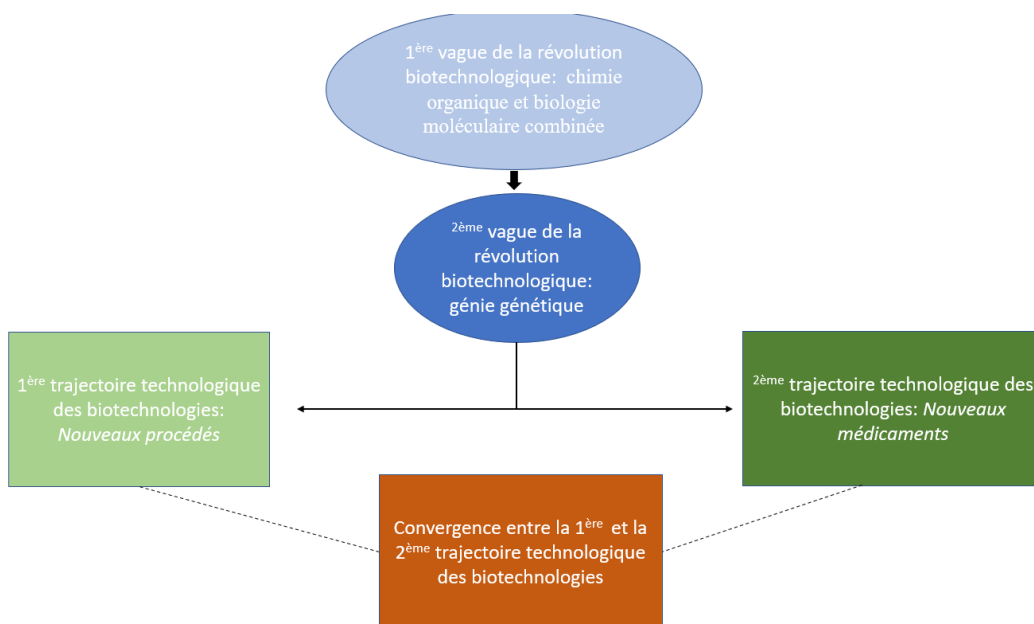 1ère vague de la révolution
biotechnologique: chimie
organique et biologie
moléculaire combinée
2ème vague de la
révolution
biotechnologique:
génie génétique
1ère trajectoire technologique
des biotechnologies:
Nouveaux procédés
2ème trajectoire technologique des
biotechnologies: Nouveaux
médicaments
Convergence entre la 1ère et la
2ème trajectoire technologique
des biotechnologies